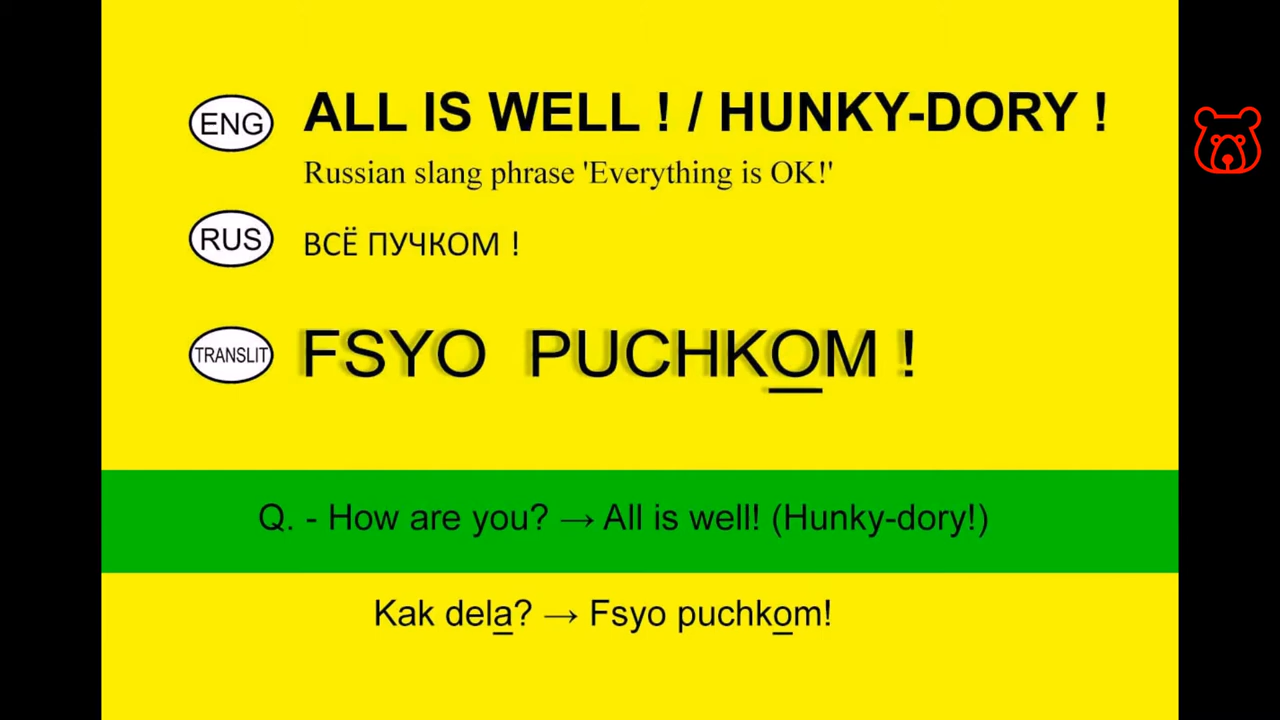 ENG ALL IS WELL ! / HUNKY-DORY !
Russian slang phrase 'Everything is OK!'
RUS ВСЁ ПУЧКОМ !
TRANSLIT FSYO PUCHKOM !
Q. - How are you? → All is well! (Hunky-dory!)
Kak dela? → Fsyo puchkom!